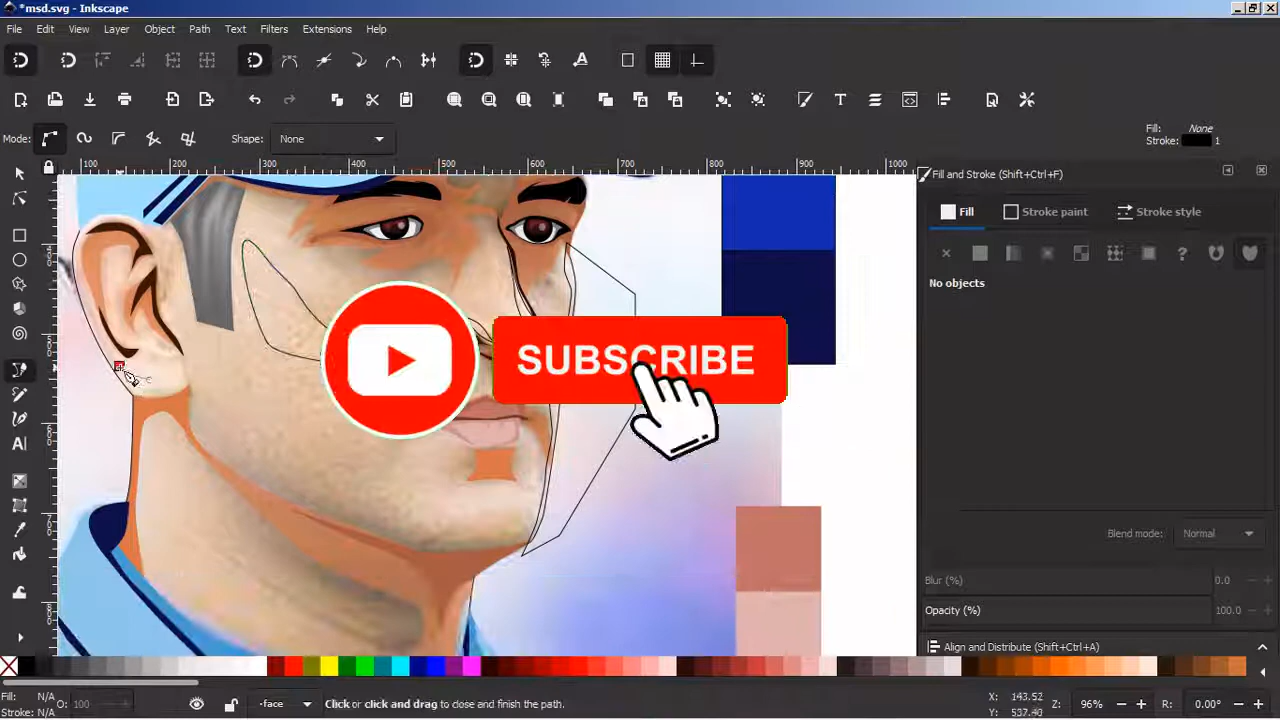 *msd.svg - Inkscape
File Edit View Layer Object Path Text Filters Extensions Help
Mode: Shape: None Fill: None
Stroke: 1
100 200 300 400 500 600 700 800 900 1000
Fill and Stroke (Shift+Ctrl+F)
Fill Stroke paint Stroke style
No objects
SUBSCRIBE
Blend mode: Normal
Blur (%) 0.0
Opacity (%) 100.0
Align and Distribute (Shift+Ctrl+A)
Fill: N/A
Stroke: N/A
O: 100
-face
Click or click and drag to close and finish the path.
X: 143.52
Y: 537.40
Z: 96%
R: 0.00°